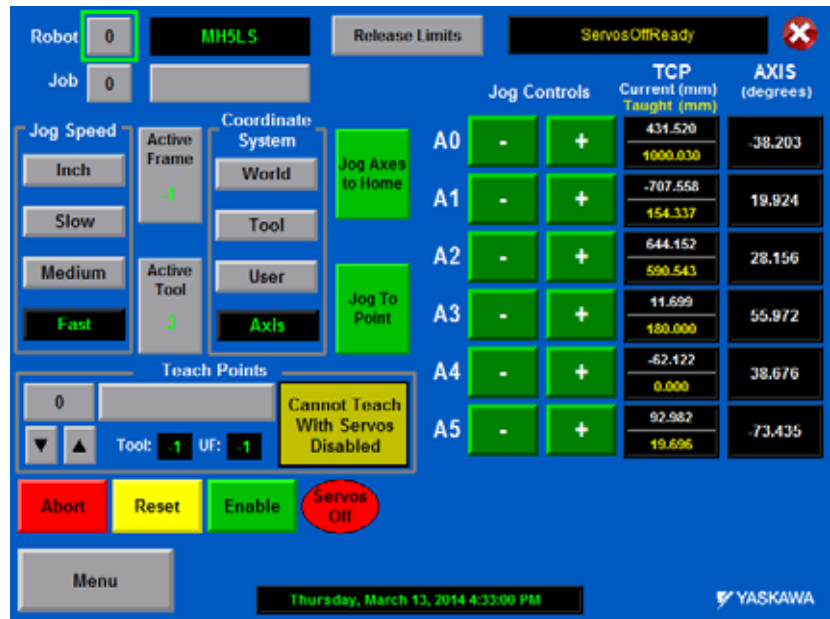 Robot 0 MH5LS Release Limits ServosOffReady
Job 0
Jog Controls
TCP
Current (mm)
Taught (mm)
AXIS
(degrees)
Jog Speed
Inch
Slow
Medium
Fast
Active
Frame
-1
Active
Tool
3
Coordinate
System
World
Tool
User
Axis
Jog Axes
to Home
Jog To
Point
A0 - + 431.520 -38.203
1000.030
A1 - + -707.558 19.924
154.337
A2 - + 644.152 28.156
590.543
A3 - + 11.699 55.972
180.000
A4 - + -62.122 38.676
0.000
A5 - + 92.982 -73.435
19.696
Teach Points
0
▼ ▲ Tool: -1 UF: -1
Cannot Teach
With Servos
Disabled
Abort Reset Enable
Servos
Off
Menu
Thursday, March 13, 2014 4:33:00 PM
YASKAWA